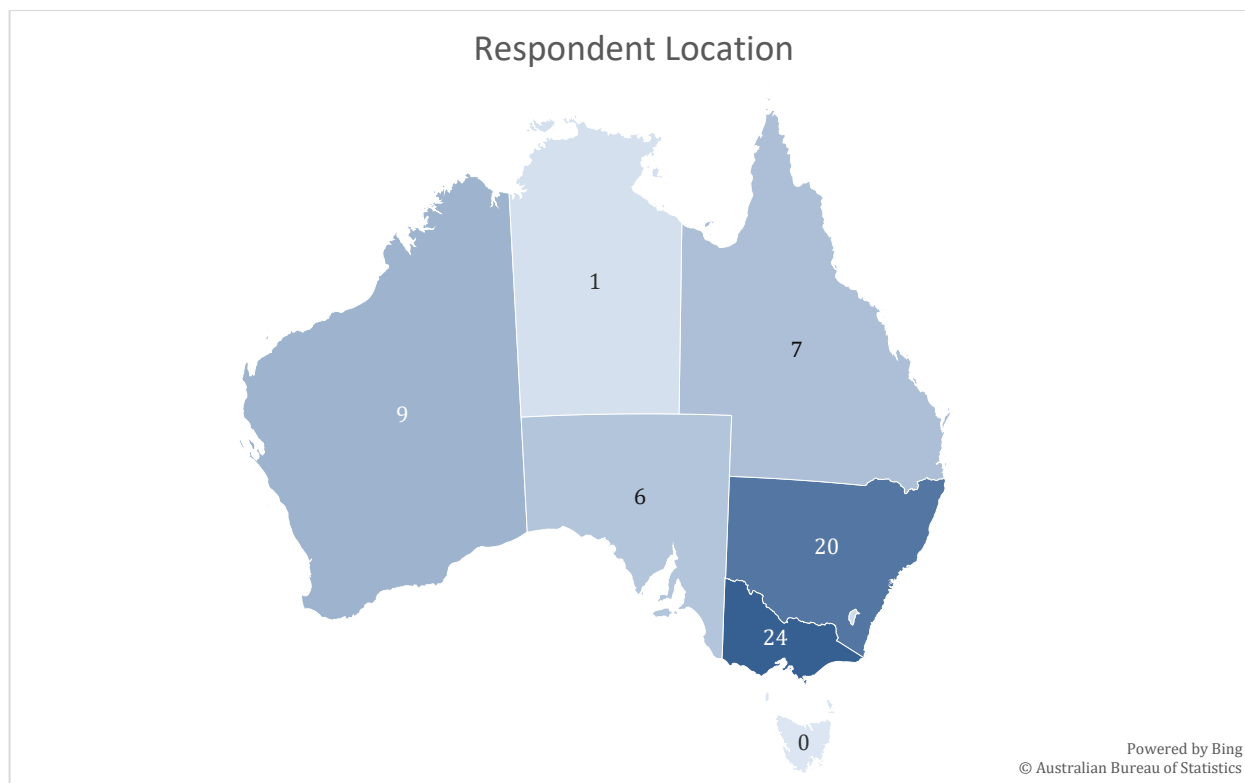 Respondent Location
1
7
9
6
20
24
0
Powered by Bing
© Australian Bureau of Statistics